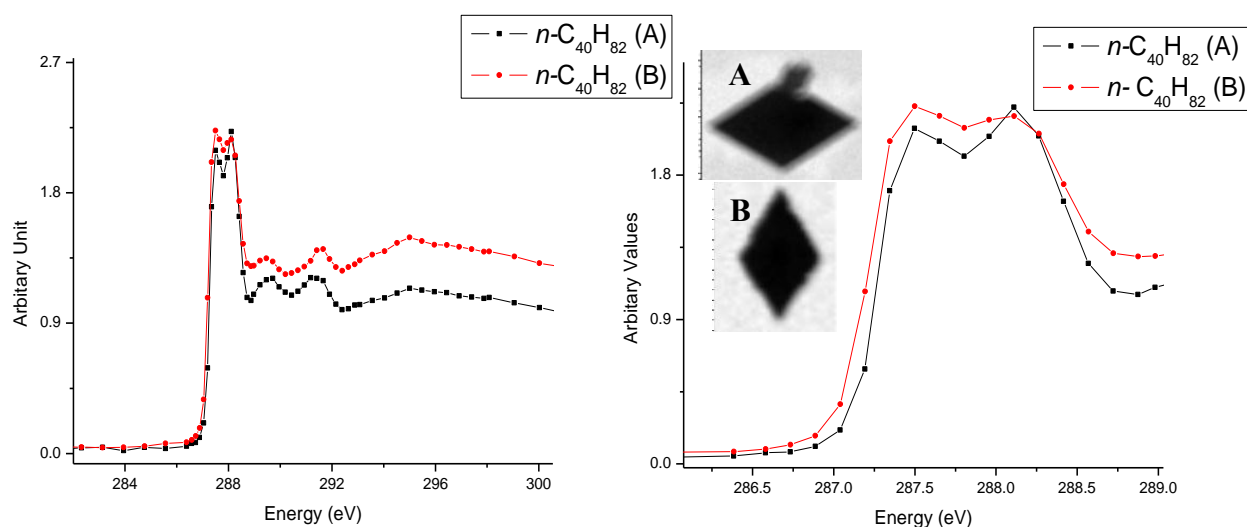 n-C40H82 (A)
n-C40H82 (B)
2.7
1.8
0.9
0.0
Arbitary Unit
284
288
292
296
300
Energy (eV)
n-C40H82 (A)
n- C40H82 (B)
A
B
1.8
0.9
0.0
Arbitary Values
286.5
287.0
287.5
288.0
288.5
289.0
Energy (eV)